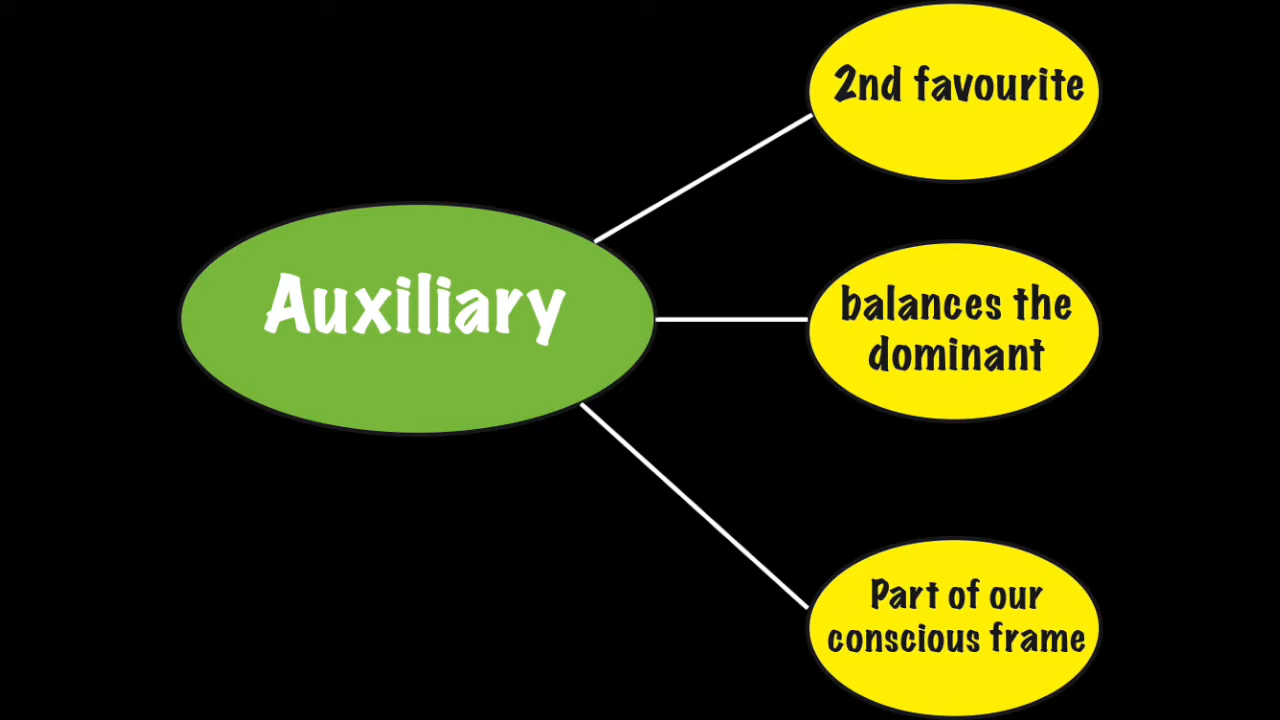 Auxiliary
2nd favourite
balances the
dominant
Part of our
conscious frame